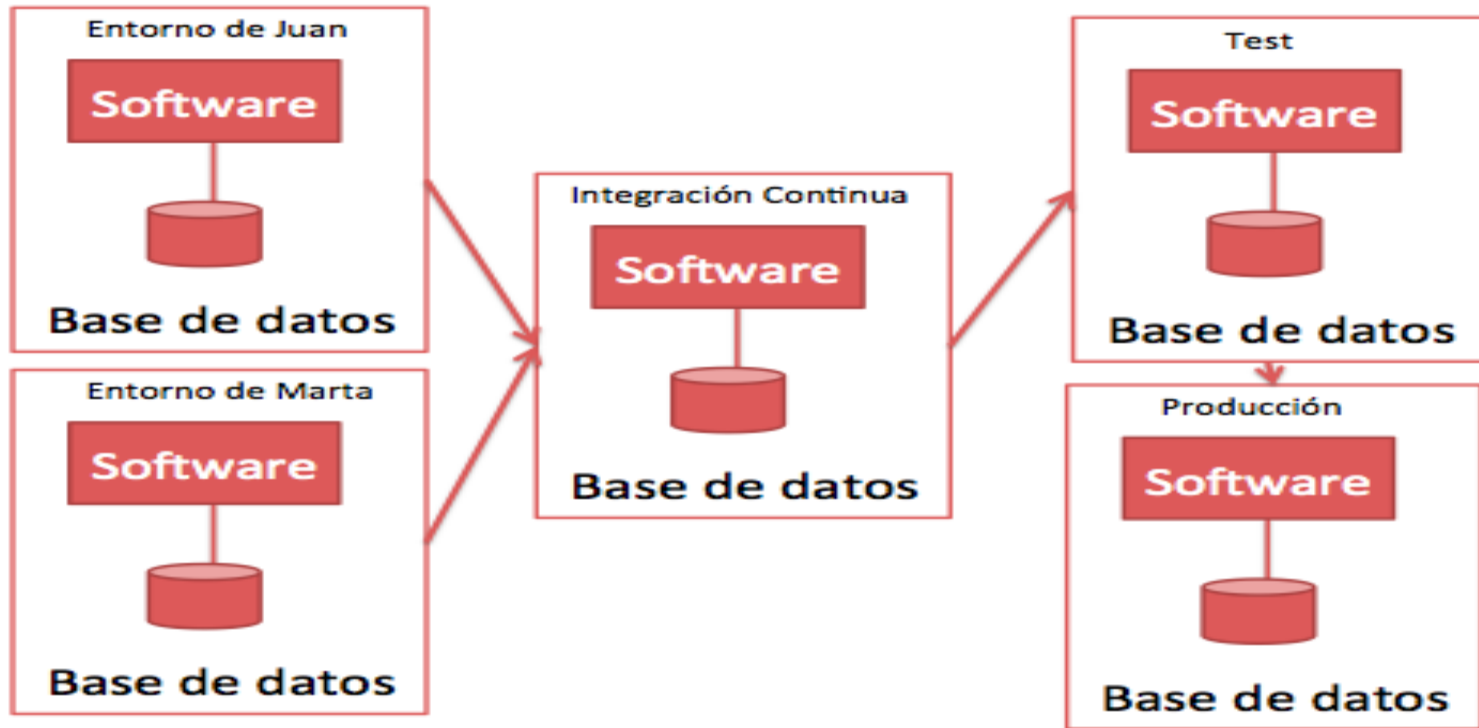 Entorno de Juan
Software
Base de datos
Entorno de Marta
Software
Base de datos
Integración Continua
Software
Base de datos
Test
Software
Base de datos
Producción
Software
Base de datos